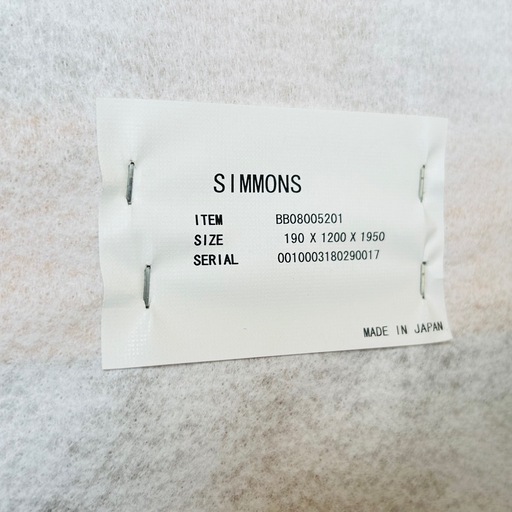 SIMMONS
ITEM BB08005201
SIZE 190 X 1200 X 1950
SERIAL 0010003180290017
MADE IN JAPAN